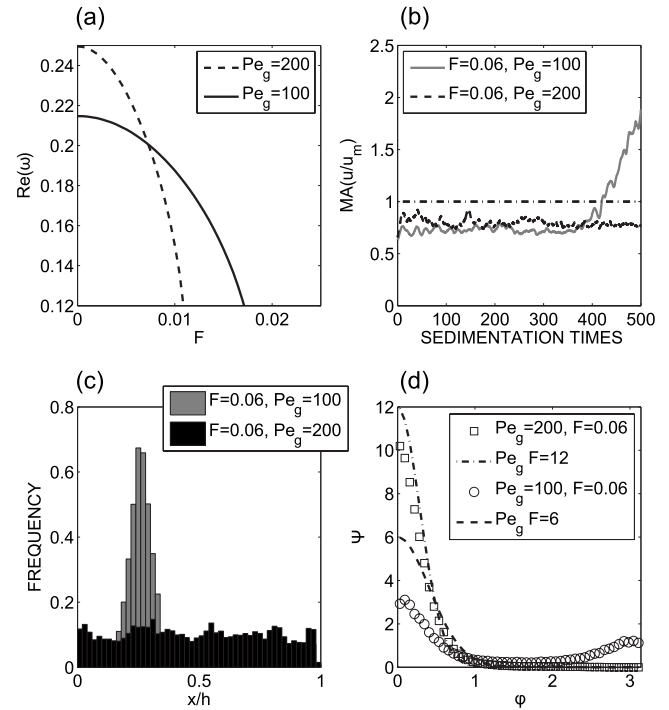 (a)
Pe_g=200
Pe_g=100
0.24
0.22
0.2
0.18
0.16
0.14
0.12
Re(ω)
0
0.01
0.02
F
(b)
F=0.06, Pe_g=100
F=0.06, Pe_g=200
2.5
2
1.5
1
0.5
0
MA(u/u_m)
0
100
200
300
400
500
SEDIMENTATION TIMES
(c)
F=0.06, Pe_g=100
F=0.06, Pe_g=200
0.8
0.6
0.4
0.2
0
FREQUENCY
0
0.5
1
x/h
(d)
Pe_g=200, F=0.06
Pe_g F=12
Pe_g=100, F=0.06
Pe_g F=6
12
10
8
6
4
2
0
Ψ
0
1
2
3
φ